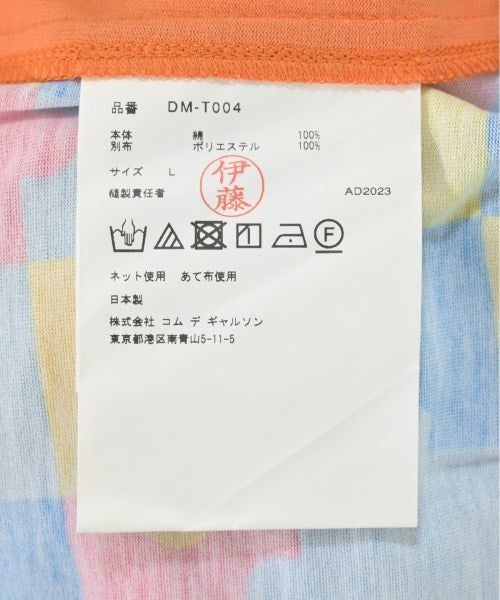 品番 DM-T004
本体 綿 100%
別布 ポリエステル 100%
サイズ L
縫製責任者 伊藤 AD2023
ネット使用 あて布使用
日本製
株式会社 コム デ ギャルソン
東京都港区南青山5-11-5